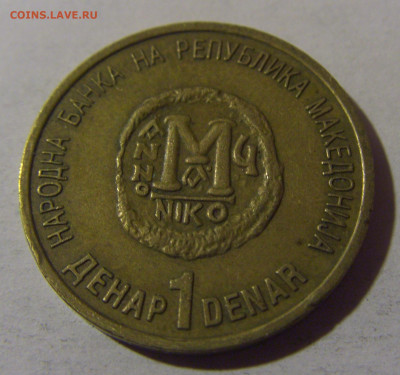 COINS.LAVE.RU
НАРОДНА БАНКА НА РЕПУБЛИКА МАКЕДОНИЈА
ANNO
M
NIKO
ДЕНАР 1 DENAR